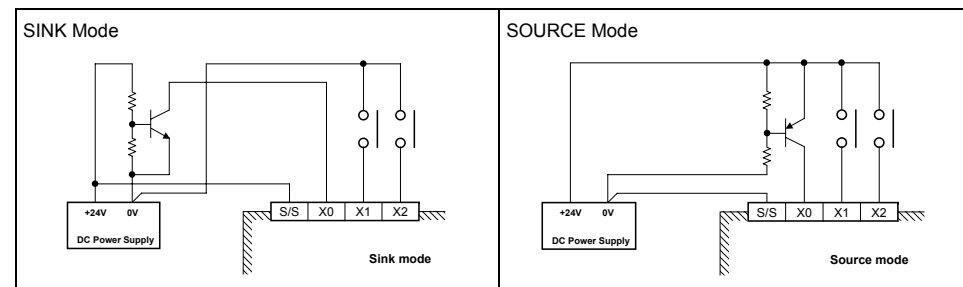 SINK Mode
+24V 0V
DC Power Supply
S/S X0 X1 X2
Sink mode
SOURCE Mode
+24V 0V
DC Power Supply
S/S X0 X1 X2
Source mode